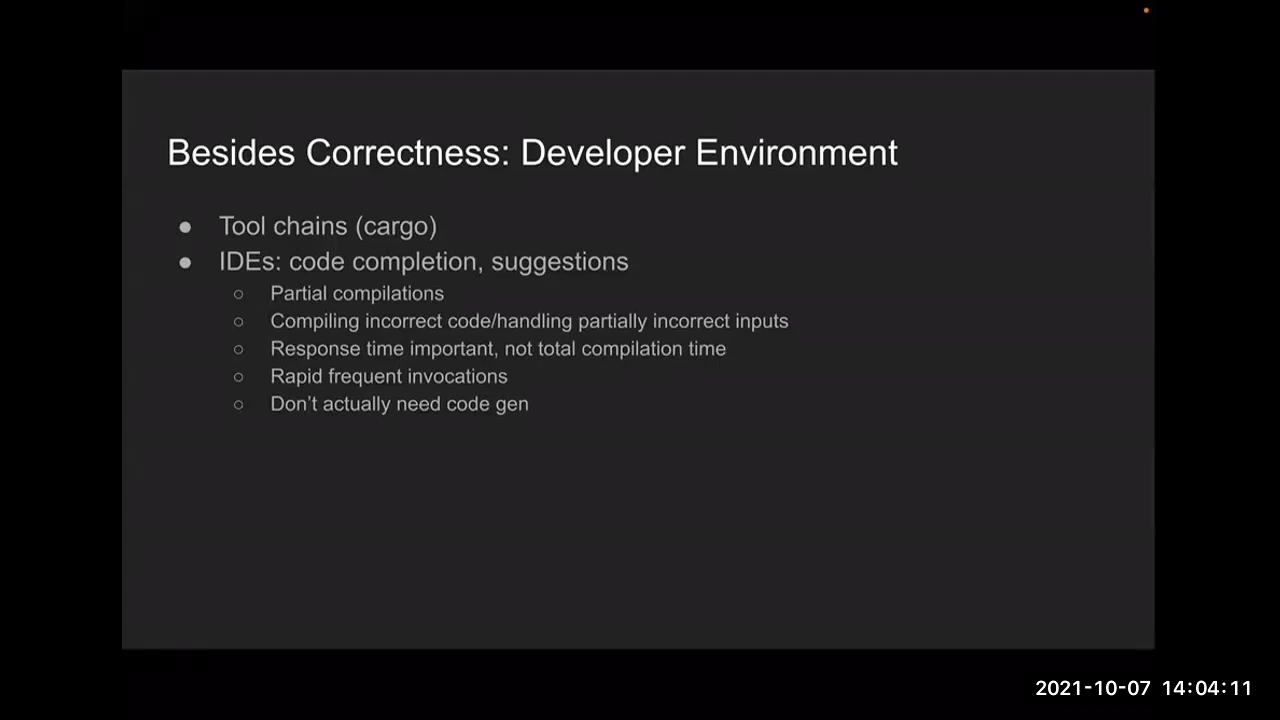 Besides Correctness: Developer Environment
● Tool chains (cargo)
● IDEs: code completion, suggestions
○ Partial compilations
○ Compiling incorrect code/handling partially incorrect inputs
○ Response time important, not total compilation time
○ Rapid frequent invocations
○ Don’t actually need code gen
2021-10-07 14:04:11